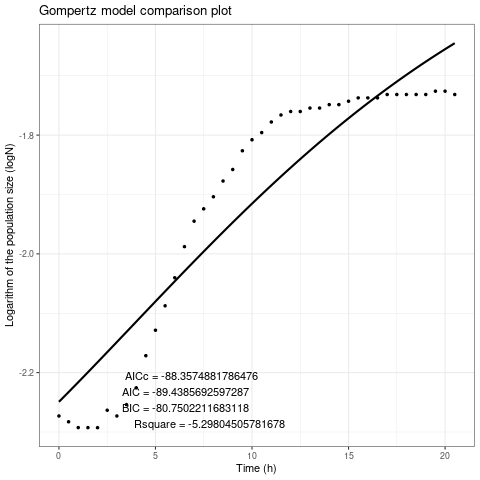 Gompertz model comparison plot
Logarithm of the population size (logN)
-1.8
-2.0
-2.2
AICc = -88.3574881786476
AIC = -89.4385692597287
BIC = -80.7502211683118
Rsquare = -5.29804505781678
0 5 10 15 20
Time (h)